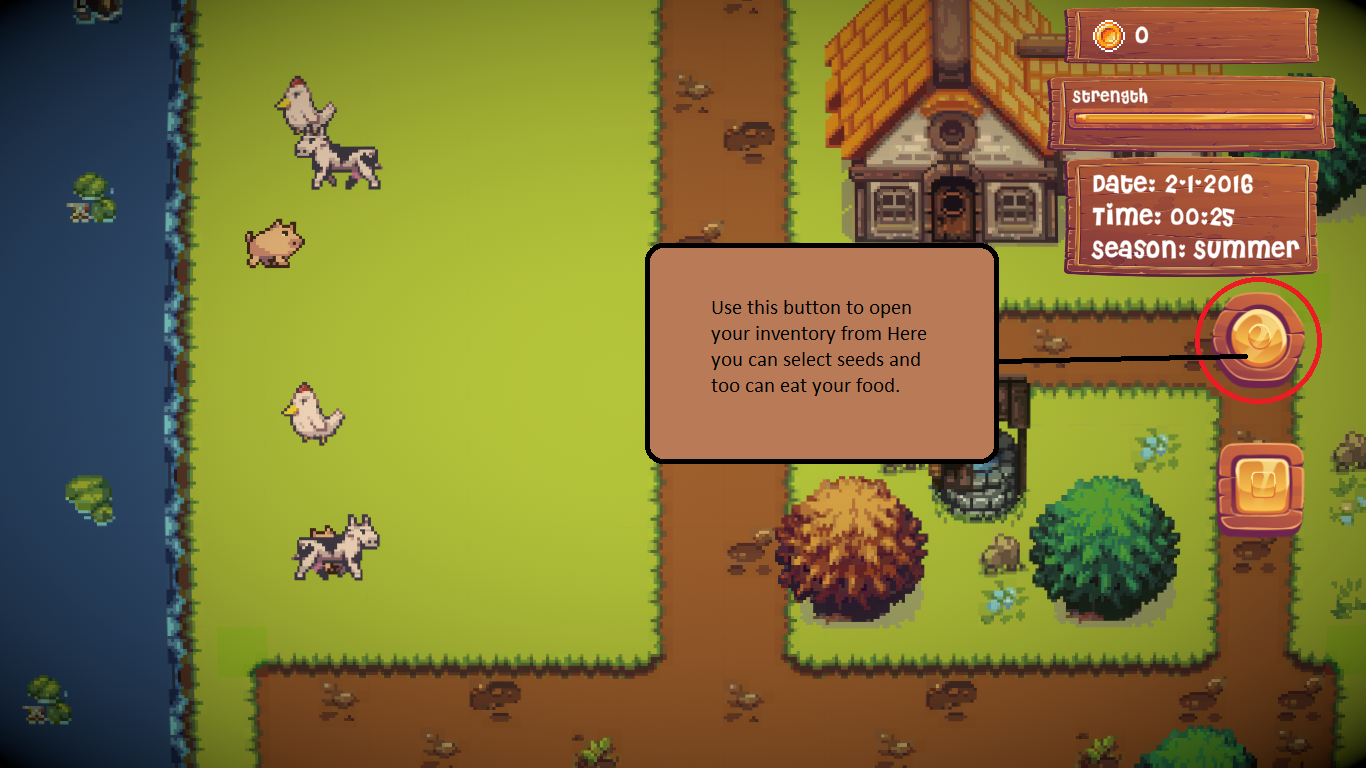 0
strength
Date: 2-1-2016
Time: 00:25
season: summer
Use this button to open
your inventory from Here
you can select seeds and
too can eat your food.